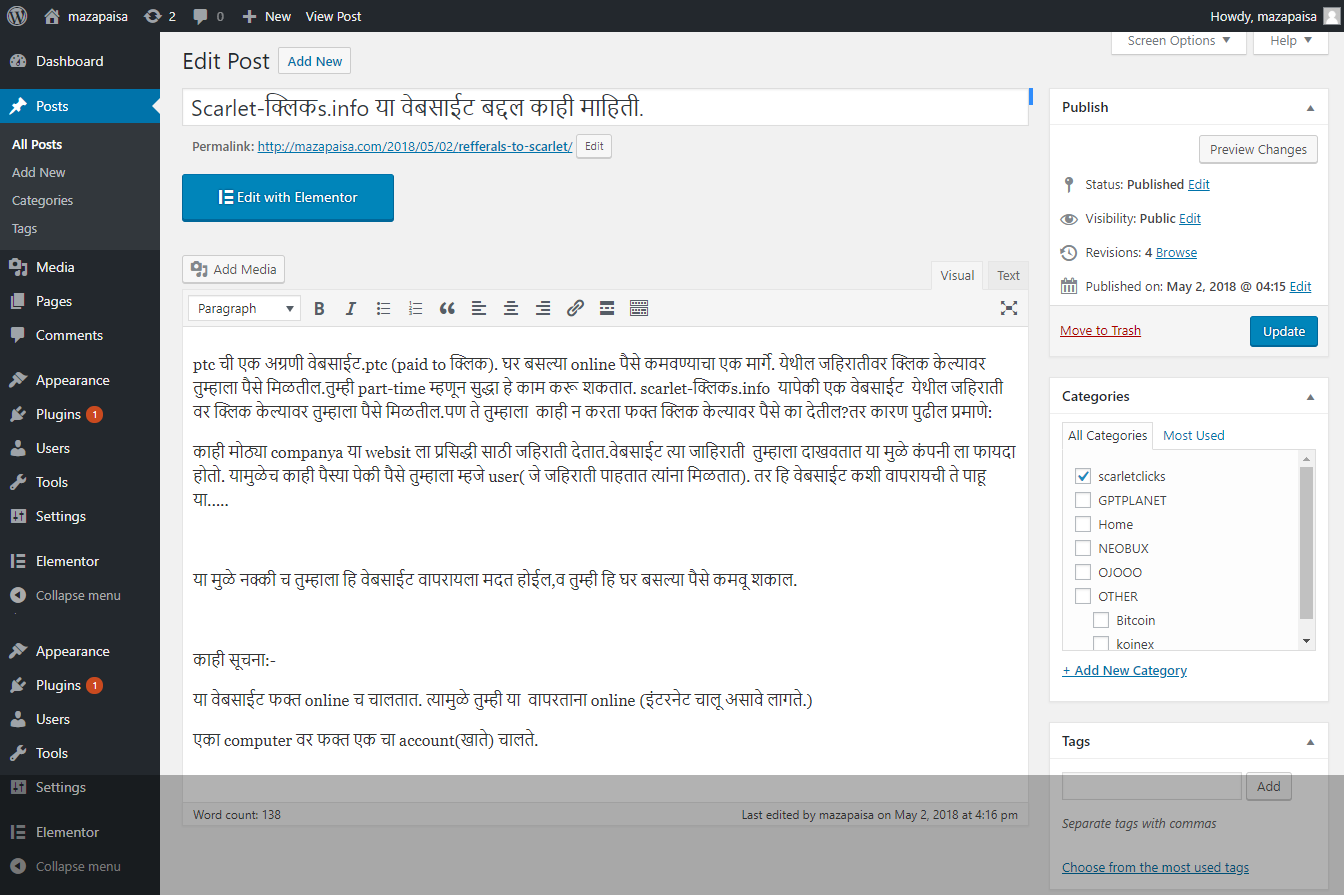 mazapaisa 2 0 New View Post Howdy, mazapaisa
Dashboard
Posts
All Posts
Add New
Categories
Tags
Media
Pages
Comments
Appearance
Plugins 1
Users
Tools
Settings
Elementor
Collapse menu
Appearance
Plugins 1
Users
Tools
Settings
Elementor
Collapse menu
Screen Options Help
Edit Post Add New
Scarlet-क्लिकs.info या वेबसाईट बद्दल काही माहिती.
Permalink: http://mazapaisa.com/2018/05/02/refferals-to-scarlet/ Edit
Edit with Elementor
Add Media
Visual Text
Paragraph B I
ptc ची एक अग्रणी वेबसाईट.ptc (paid to क्लिक). घर बसल्या online पैसे कमवण्याचा एक मार्गे. येथील जहिरातीवर क्लिक केल्यावर
तुम्हाला पैसे मिळतील.तुम्ही part-time म्हणून सुद्धा हे काम करू शकतात. scarlet-क्लिकs.info यापेकी एक वेबसाईट येथील जहिराती
वर क्लिक केल्यावर तुम्हाला पैसे मिळतील.पण ते तुम्हाला काही न करता फक्त क्लिक केल्यावर पैसे का देतील?तर कारण पुढील प्रमाणे:
काही मोठ्या companya या websit ला प्रसिद्धी साठी जहिराती देतात.वेबसाईट त्या जाहिराती तुम्हाला दाखवतात या मुळे कंपनी ला फायदा
होतो. यामुळेच काही पैस्या पेकी पैसे तुम्हाला म्हजे user( जे जहिराती पाहतात त्यांना मिळतात). तर हि वेबसाईट कशी वापरायची ते पाहू
या.....
या मुळे नक्की च तुम्हाला हि वेबसाईट वापरायला मदत होईल,व तुम्ही हि घर बसल्या पैसे कमवू शकाल.
काही सूचना:-
या वेबसाईट फक्त online च चालतात. त्यामुळे तुम्ही या वापरताना online (इंटरनेट चालू असावे लागते.)
एका computer वर फक्त एक चा account(खाते) चालते.
Word count: 138 Last edited by mazapaisa on May 2, 2018 at 4:16 pm
Publish
Preview Changes
Status: Published Edit
Visibility: Public Edit
Revisions: 4 Browse
Published on: May 2, 2018 @ 04:15 Edit
Move to Trash Update
Categories
All Categories Most Used
scarletclicks
GPTPLANET
Home
NEOBUX
OJOOO
OTHER
Bitcoin
koinex
+ Add New Category
Tags
Add
Separate tags with commas
Choose from the most used tags